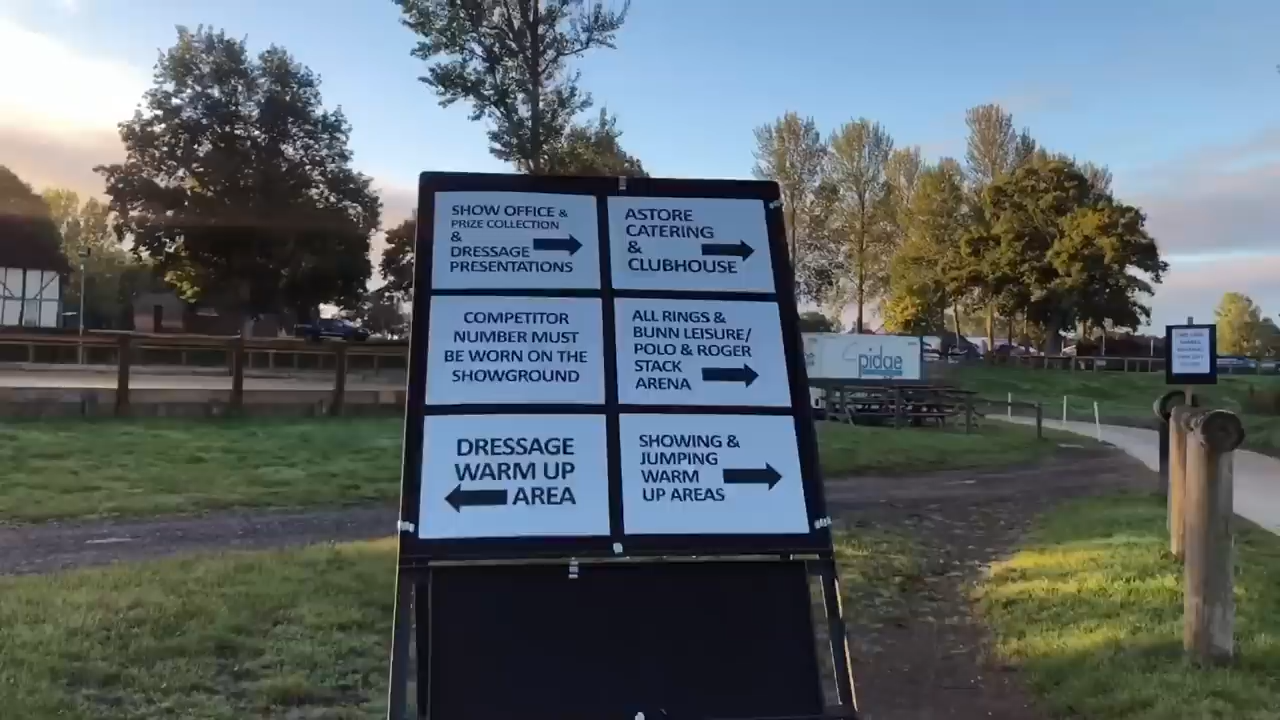 SHOW OFFICE &
PRIZE COLLECTION
&
DRESSAGE
PRESENTATIONS
ASTORE
CATERING
&
CLUBHOUSE
COMPETITOR
NUMBER MUST
BE WORN ON THE
SHOWGROUND
ALL RINGS &
BUNN LEISURE/
POLO & ROGER
STACK
ARENA
DRESSAGE
WARM UP
AREA
SHOWING &
JUMPING
WARM
UP AREAS
Spidge